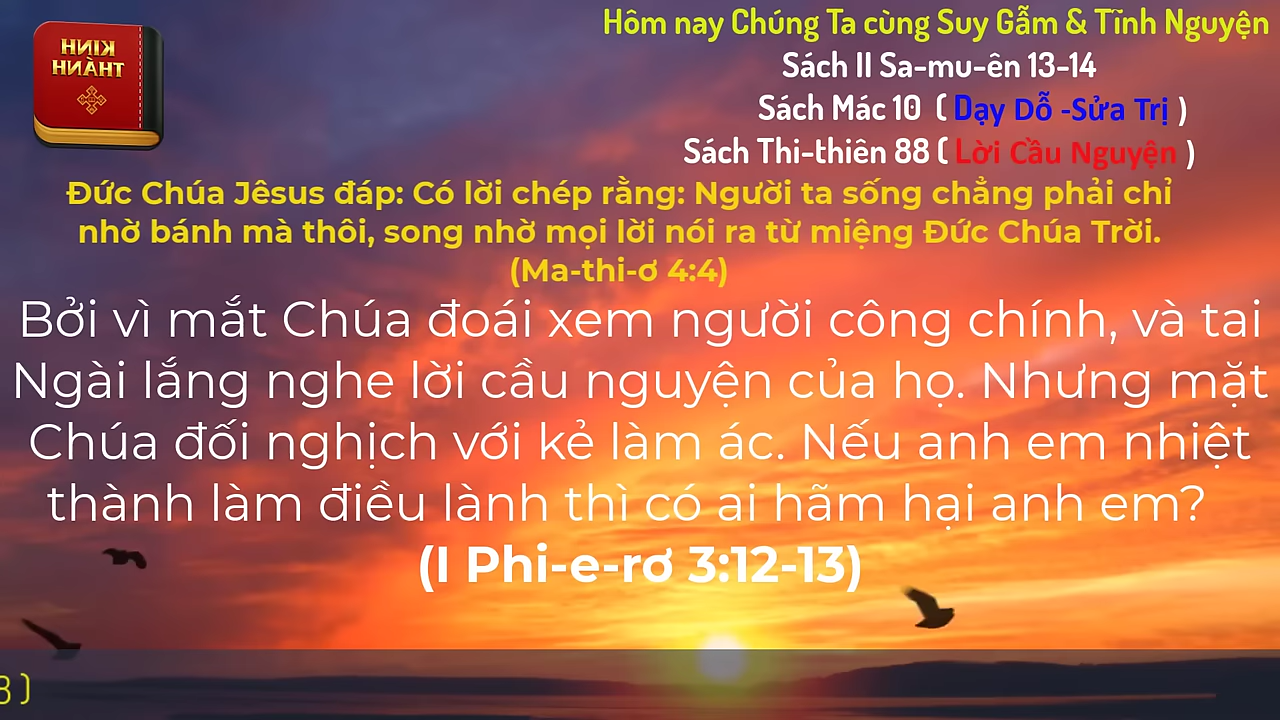 KINH
THÀNH
Hôm nay Chúng Ta cùng Suy Gẫm & Tĩnh Nguyện
Sách II Sa-mu-ên 13-14
Sách Mác 10 ( Dạy Dỗ -Sửa Trị )
Sách Thi-thiên 88 ( Lời Cầu Nguyện )
Đức Chúa Jêsus đáp: Có lời chép rằng: Người ta sống chẳng phải chỉ
nhờ bánh mà thôi, song nhờ mọi lời nói ra từ miệng Đức Chúa Trời.
(Ma-thi-ơ 4:4)
Bởi vì mắt Chúa đoái xem người công chính, và tai
Ngài lắng nghe lời cầu nguyện của họ. Nhưng mặt
Chúa đối nghịch với kẻ làm ác. Nếu anh em nhiệt
thành làm điều lành thì có ai hãm hại anh em?
(I Phi-e-rơ 3:12-13)
8 )